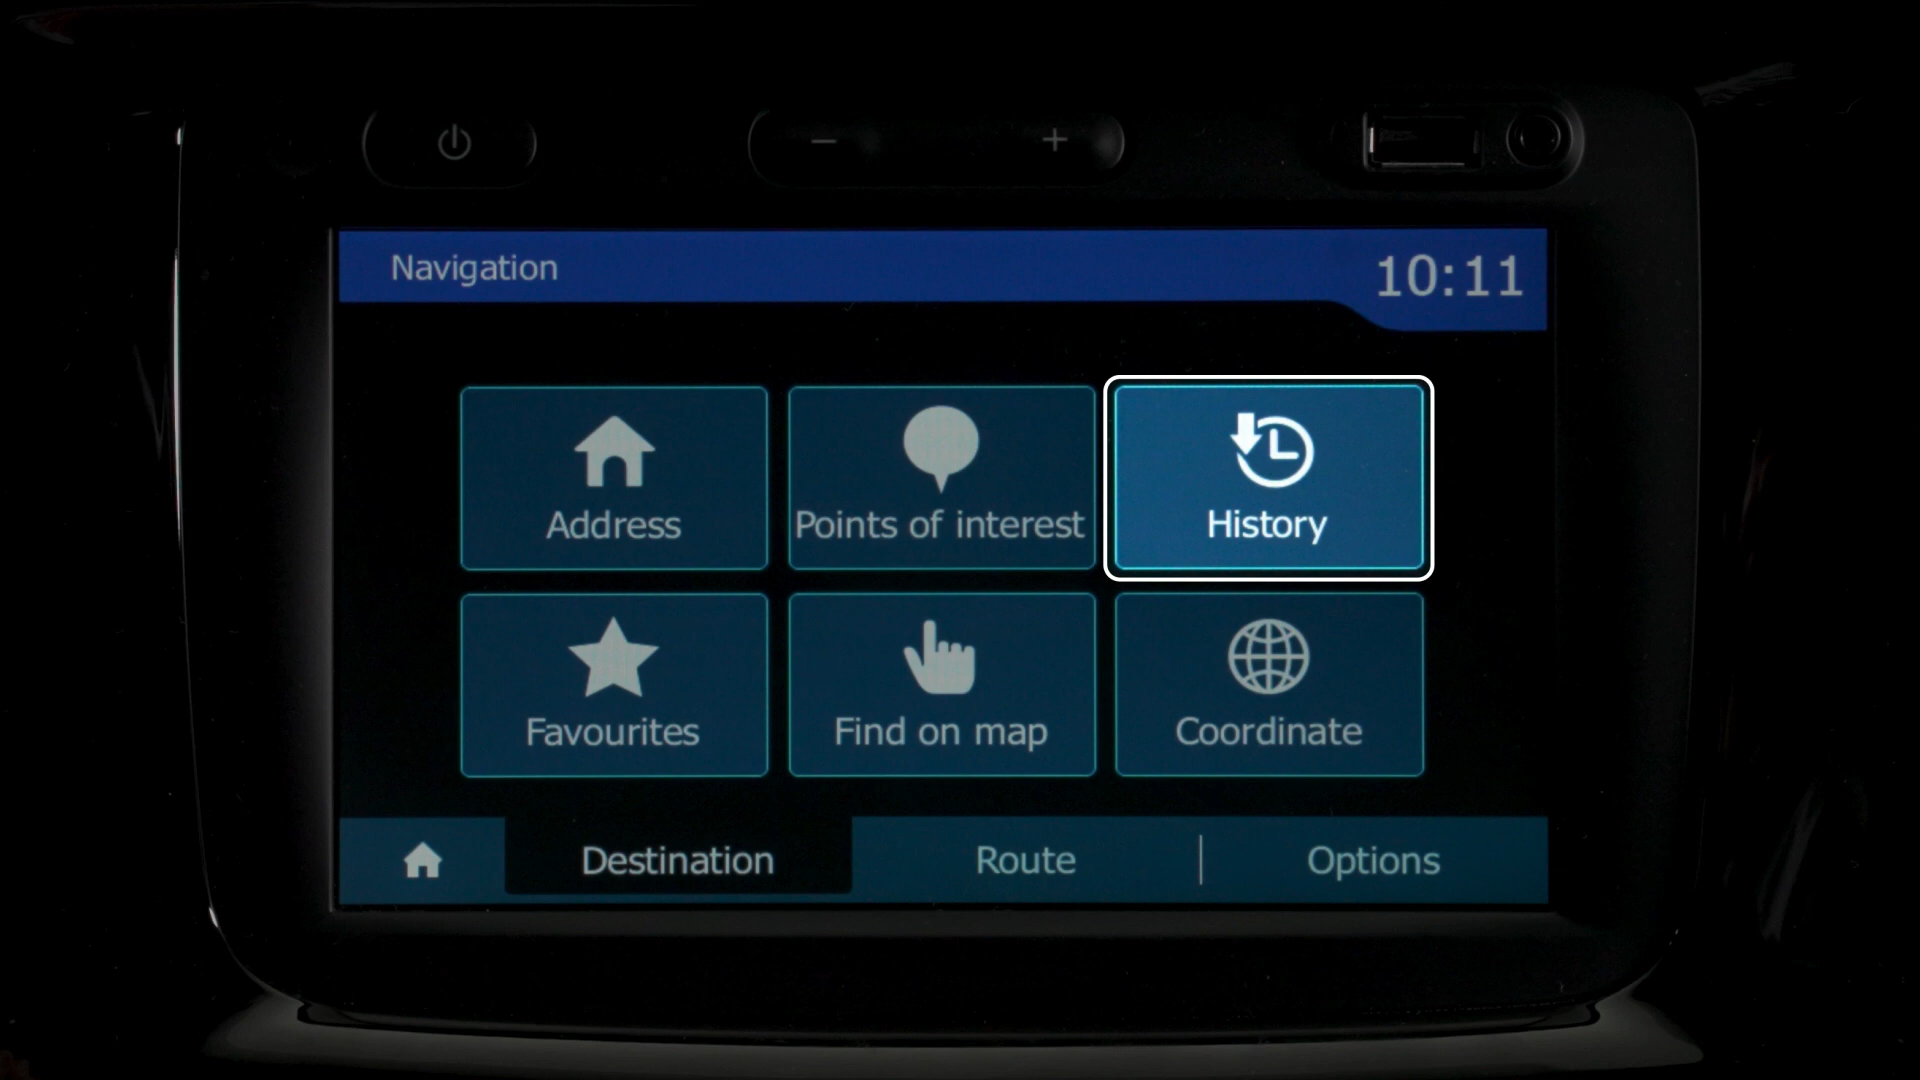 Navigation
10:11
Address
Points of interest
History
Favourites
Find on map
Coordinate
Destination
Route
Options